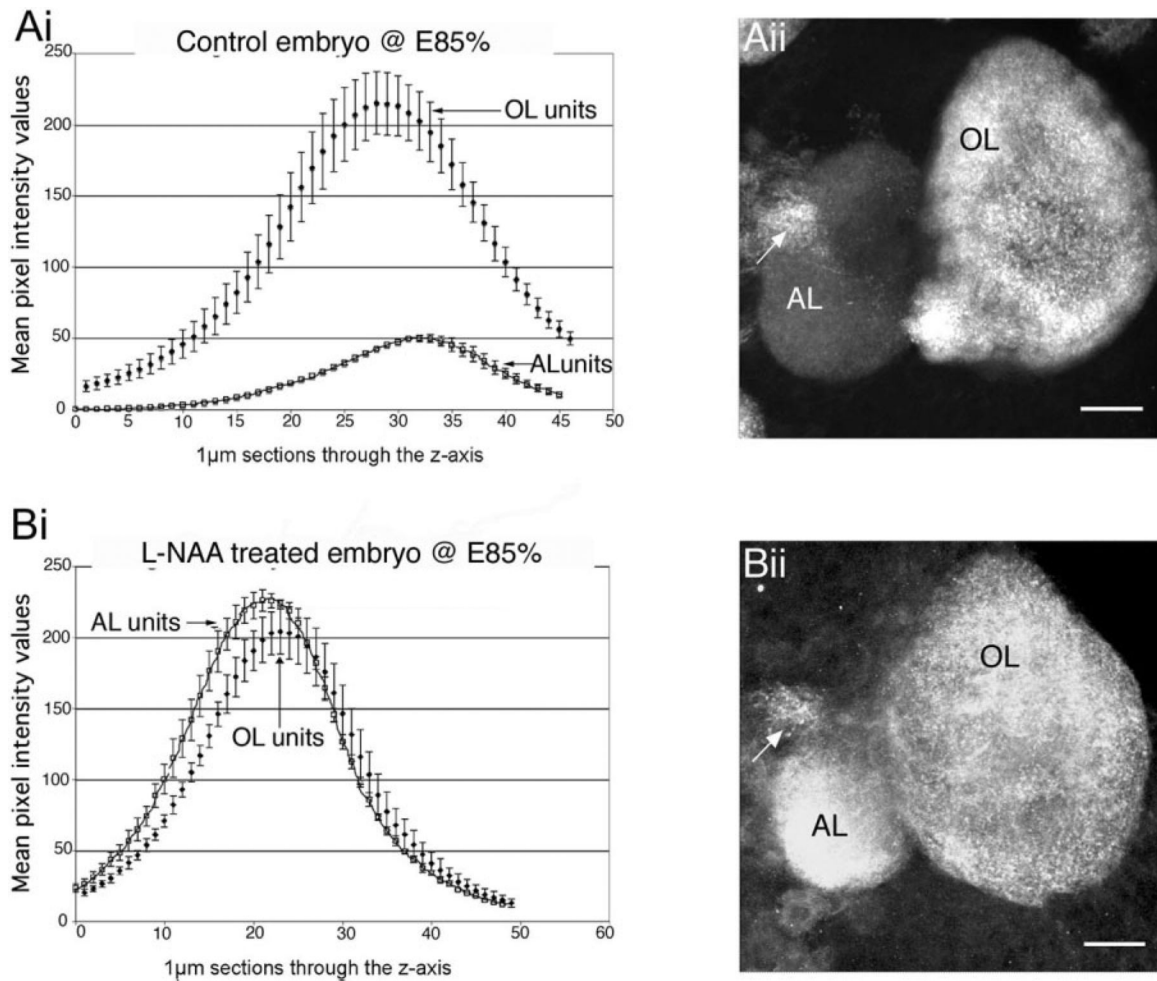 Ai
Control embryo @ E85%
250
200
150
100
50
0
0 5 10 15 20 25 30 35 40 45 50
Mean pixel intensity values
OL units
ALunits
1µm sections through the z-axis
Aii
OL
AL
Bi
L-NAA treated embryo @ E85%
250
200
150
100
50
0
0 10 20 30 40 50 60
Mean pixel intensity values
AL units
OL units
1µm sections through the z-axis
Bii
OL
AL